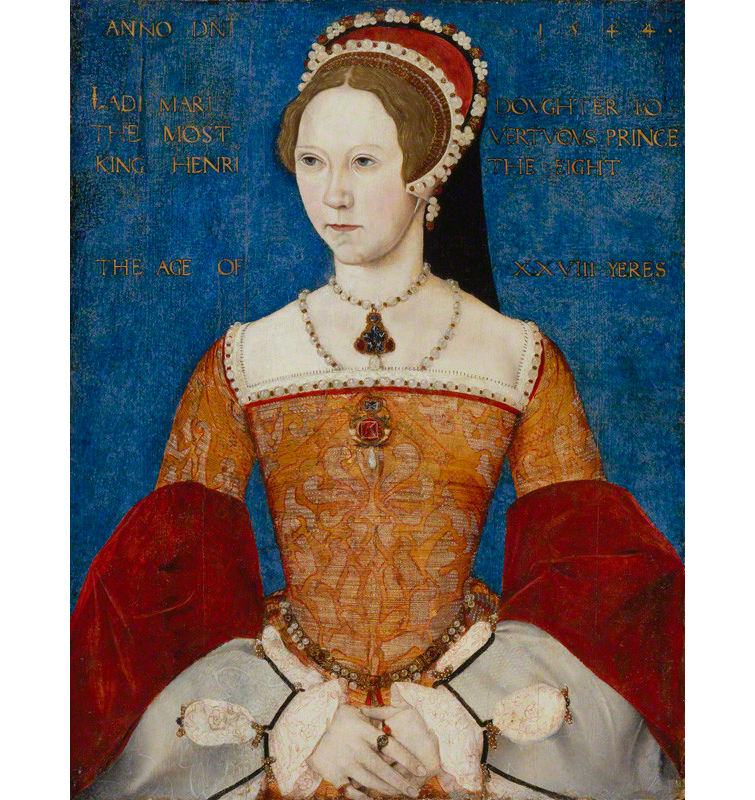 ANNO DNI 1544.
LADI MARI DOVGHTER TO
THE MOST VERTVOVS PRINCE
KING HENRI THE EIGHT
THE AGE OF XXVIII YERES